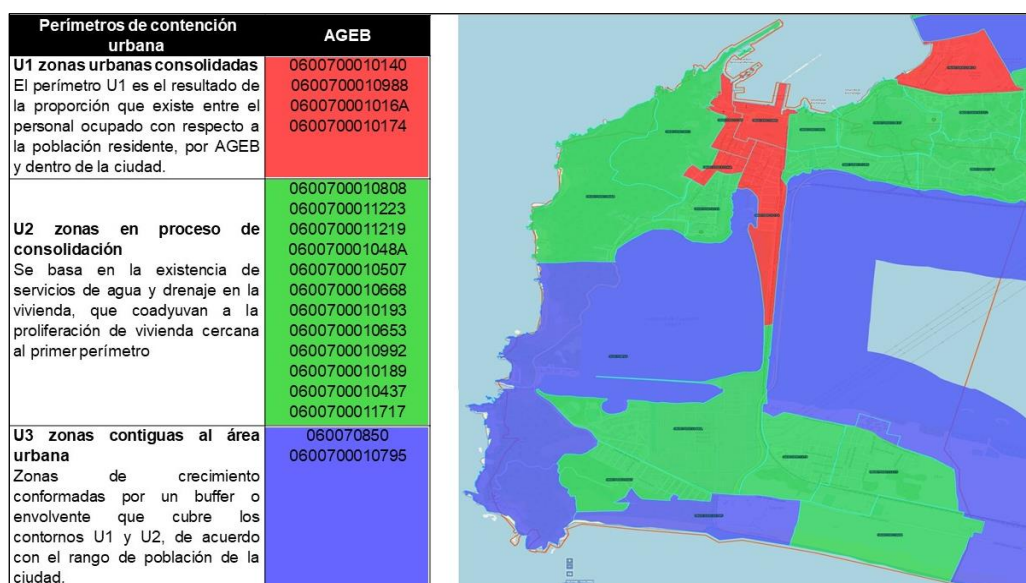 Perímetros de contención
urbana
AGEB
U1 zonas urbanas consolidadas
El perímetro U1 es el resultado de
la proporción que existe entre el
personal ocupado con respecto a
la población residente, por AGEB
y dentro de la ciudad.
0600700010140
0600700010988
0600700001016A
0600700010174
U2 zonas en proceso de
consolidación
Se basa en la existencia de
servicios de agua y drenaje en la
vivienda, que coadyuvan a la
proliferación de vivienda cercana
al primer perímetro
0600700010808
0600700011223
0600700011219
060070001048A
0600700010507
0600700010668
0600700010193
0600700010653
0600700010992
0600700010189
0600700010437
0600700011717
U3 zonas contiguas al área
urbana
Zonas de crecimiento
conformadas por un buffer o
envolvente que cubre los
contornos U1 y U2, de acuerdo
con el rango de población de la
ciudad.
060070850
0600700010795